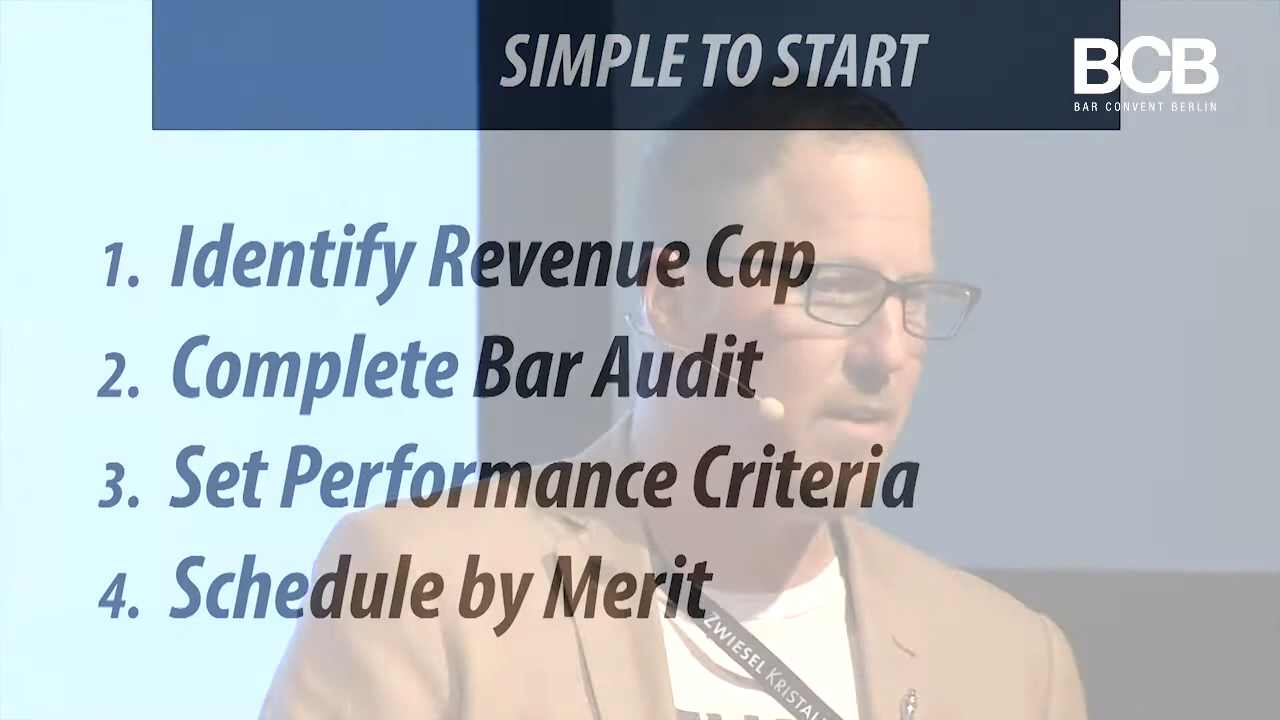 SIMPLE TO START
BCB
BAR CONVENT BERLIN
1. Identify Revenue Cap
2. Complete Bar Audit
3. Set Performance Criteria
4. Schedule by Merit
ZWIESEL KRISTAL